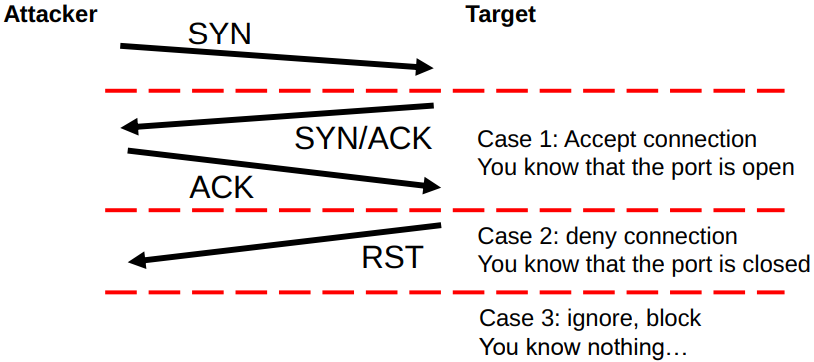 Attacker
Target
SYN
SYN/ACK
Case 1: Accept connection
You know that the port is open
ACK
RST
Case 2: deny connection
You know that the port is closed
Case 3: ignore, block
You know nothing…